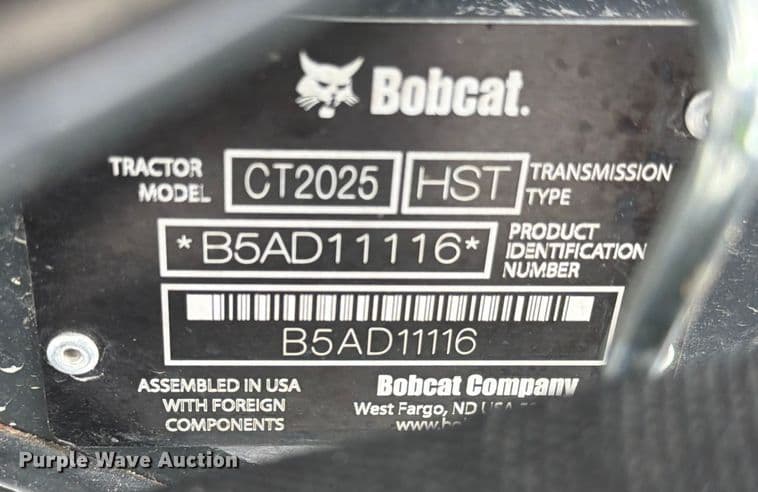 Bobcat.
TRACTOR MODEL CT2025 HST TRANSMISSION TYPE
*B5AD11116* PRODUCT IDENTIFICATION NUMBER
B5AD11116
ASSEMBLED IN USA
WITH FOREIGN
COMPONENTS
Bobcat Company
West Fargo, ND USA
Purple Wave Auction